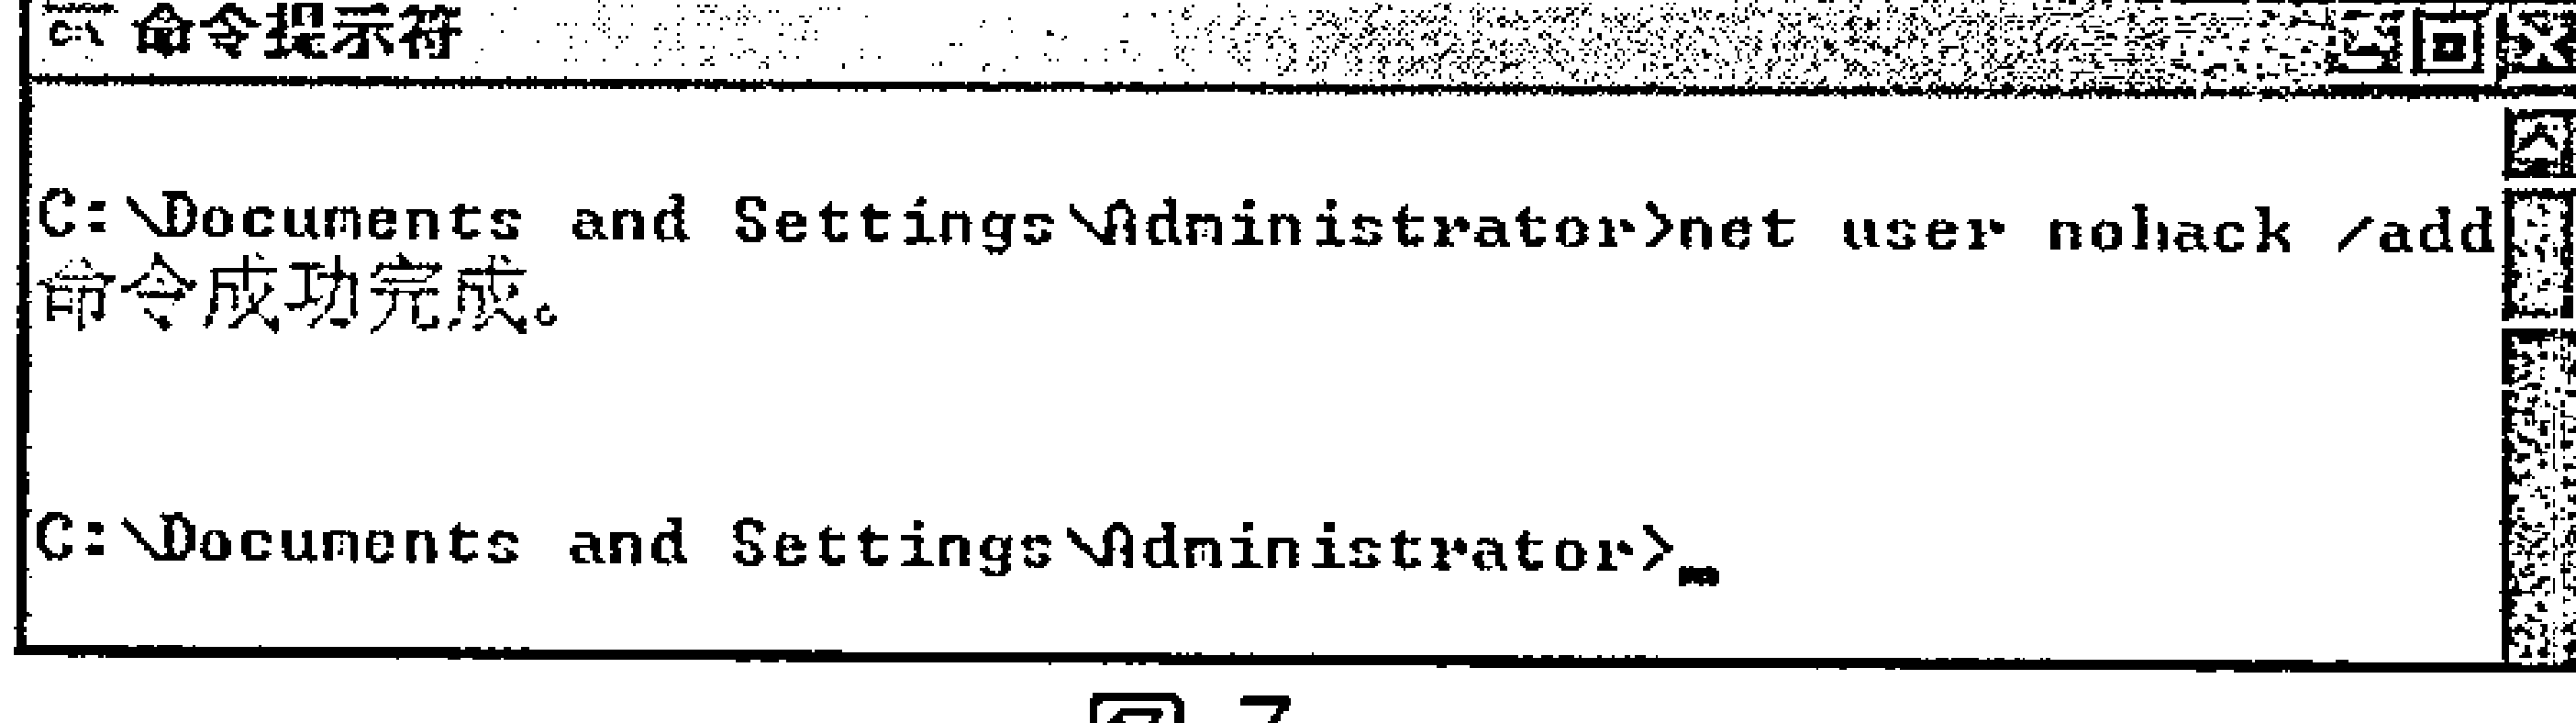 C:\ 命令提示符
C:\Documents and Settings\Administrator>net user nohack /add
命令成功完成。
C:\Documents and Settings\Administrator>_